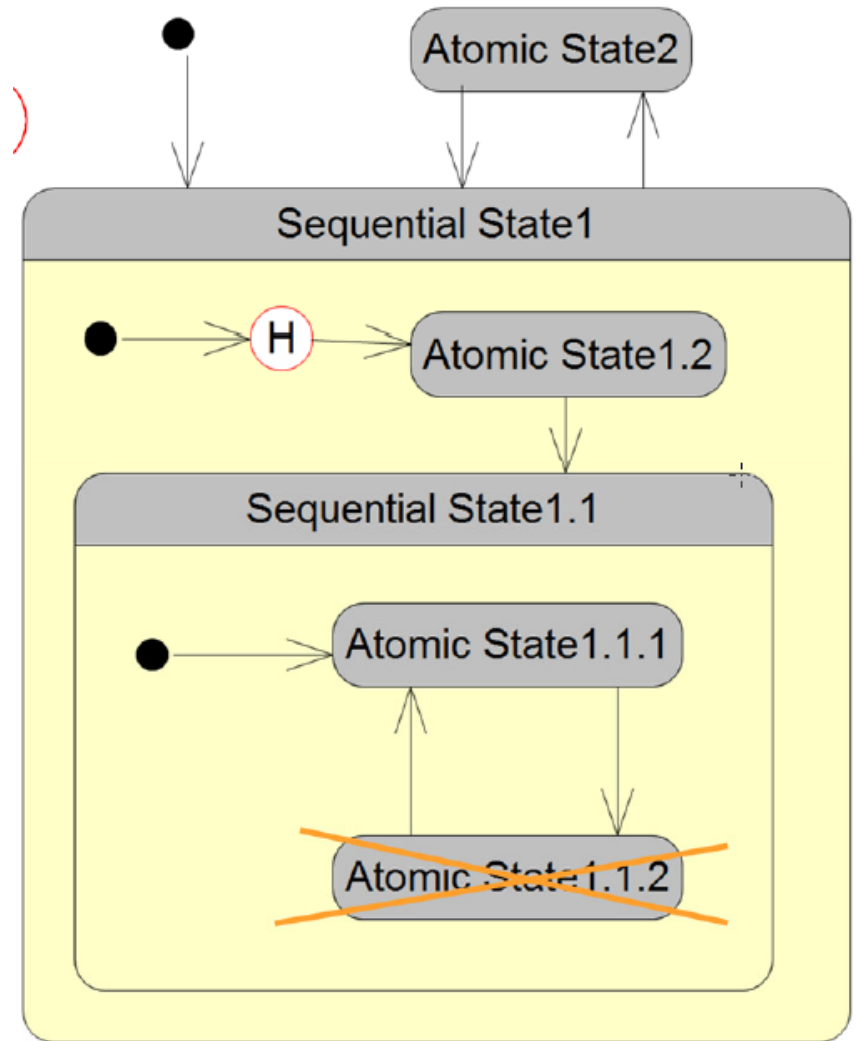 Atomic State2
Sequential State1
H
Atomic State1.2
Sequential State1.1
Atomic State1.1.1
Atomic State1.1.2